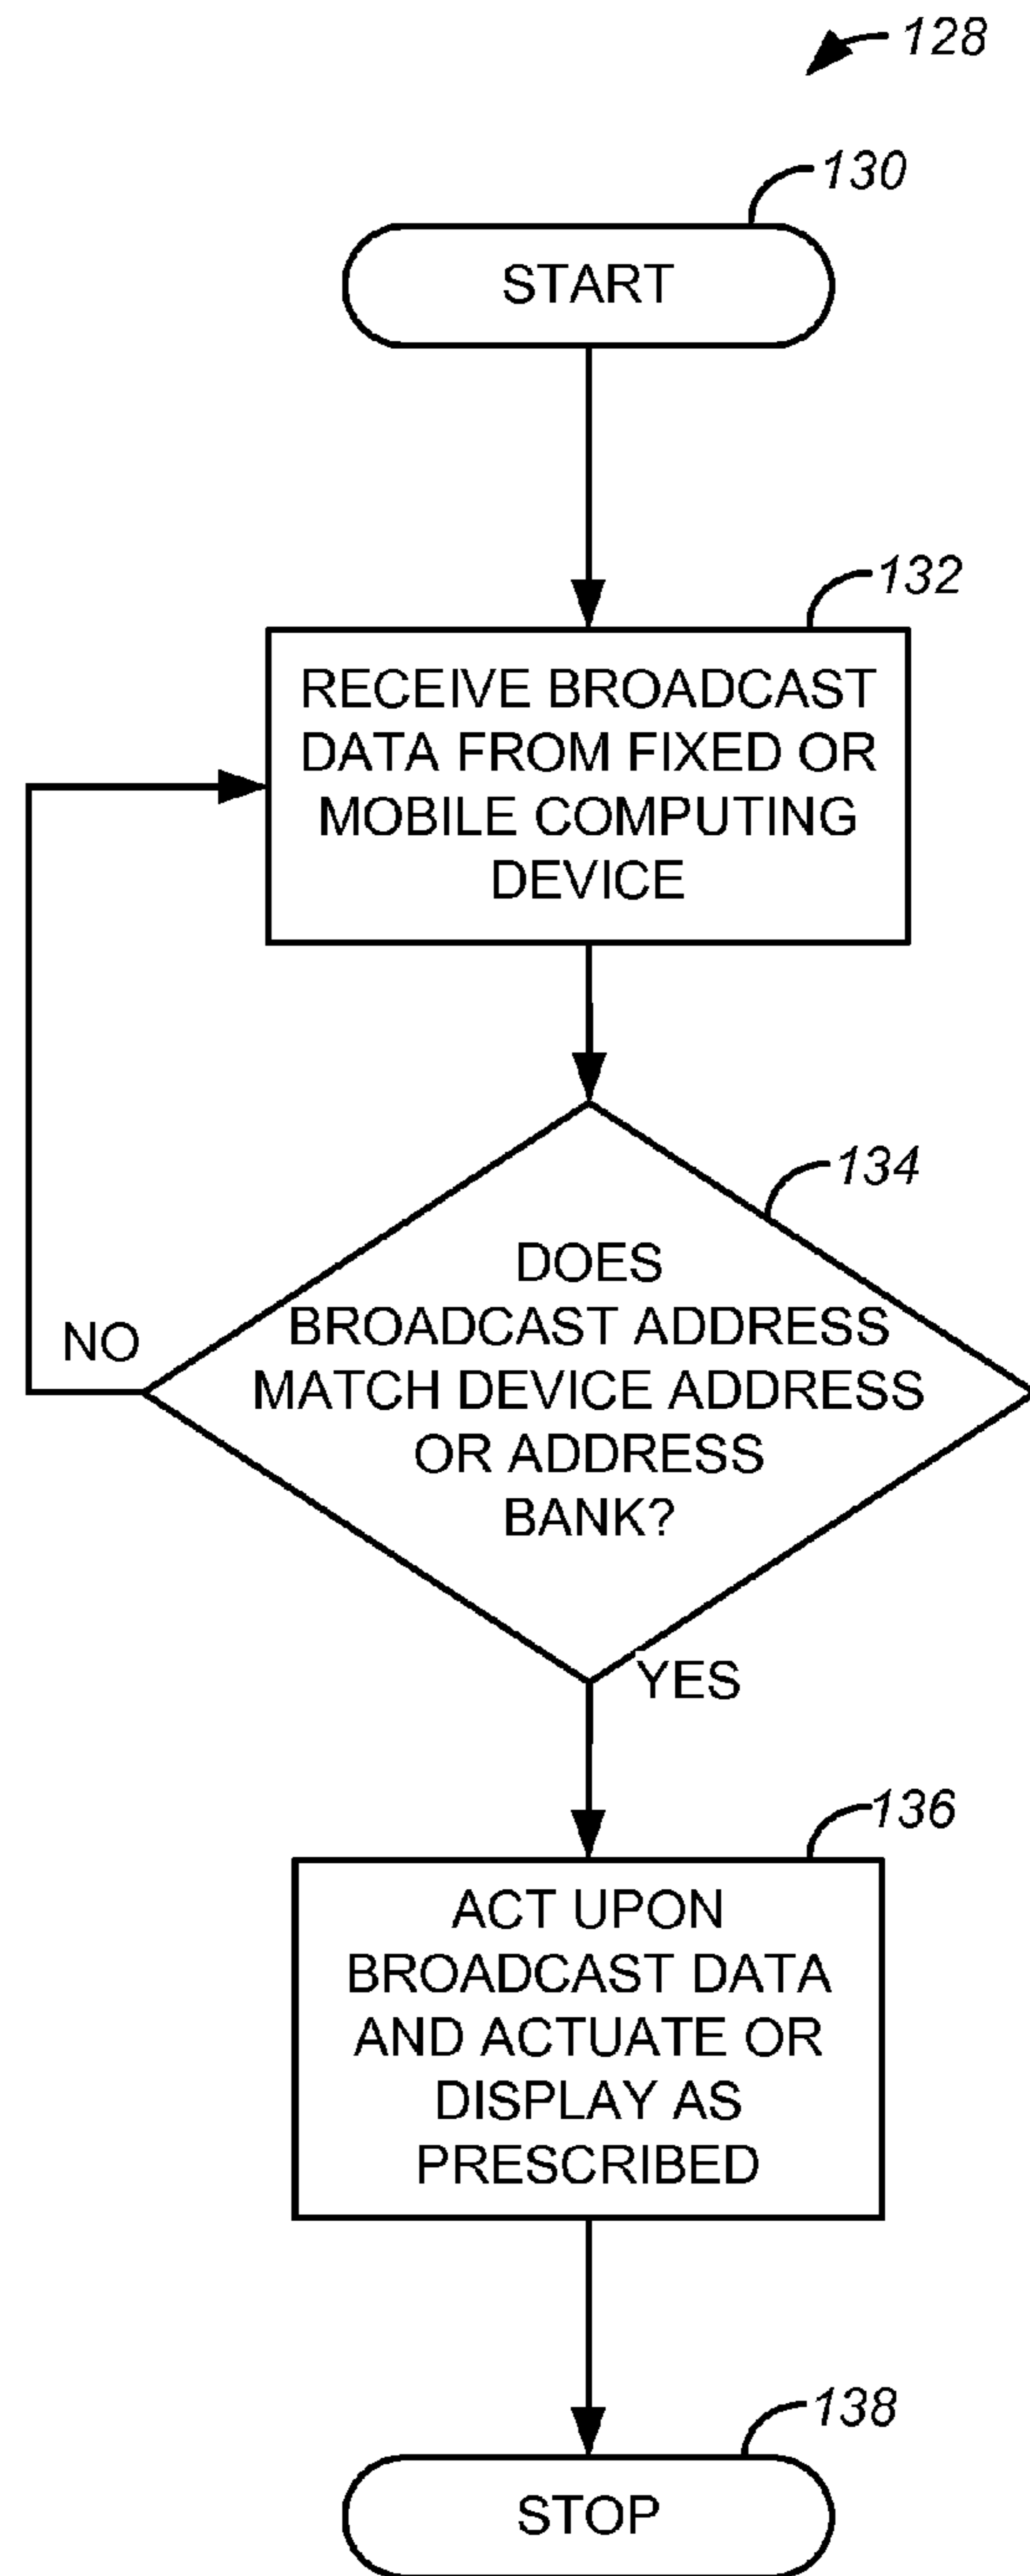 128
130
START
132
RECEIVE BROADCAST
DATA FROM FIXED OR
MOBILE COMPUTING
DEVICE
134
DOES
BROADCAST ADDRESS
MATCH DEVICE ADDRESS
OR ADDRESS
BANK?
NO
YES
136
ACT UPON
BROADCAST DATA
AND ACTUATE OR
DISPLAY AS
PRESCRIBED
138
STOP